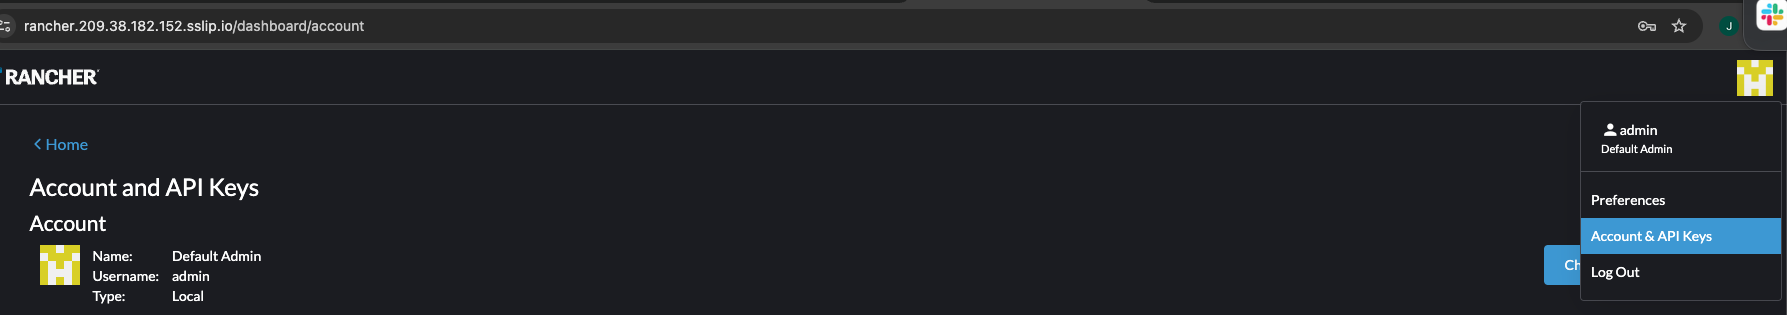 rancher.209.38.182.152.sslip.io/dashboard/account
J
RANCHER
admin
Default Admin
Home
Account and API Keys
Preferences
Account
Account & API Keys
Name: Default Admin
Username: admin
Ch
Log Out
Type: Local